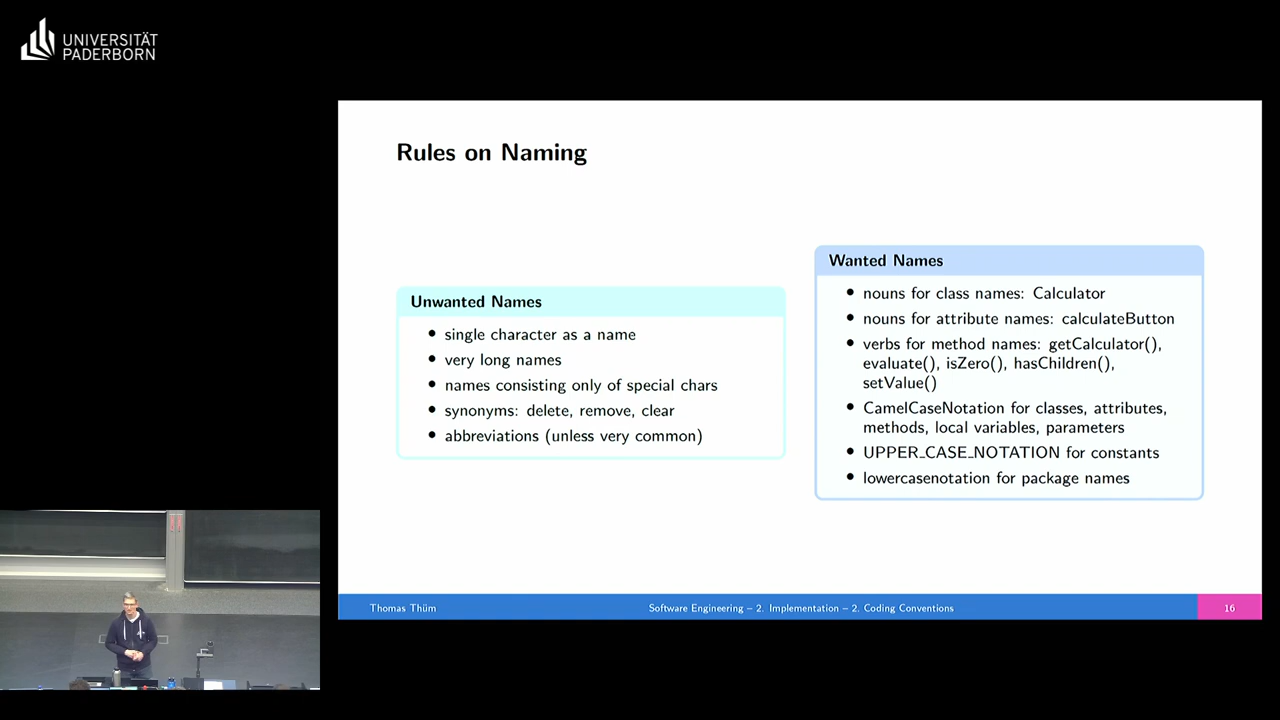 UNIVERSITÄT
PADERBORN
Rules on Naming
Unwanted Names
• single character as a name
• very long names
• names consisting only of special chars
• synonyms: delete, remove, clear
• abbreviations (unless very common)
Wanted Names
• nouns for class names: Calculator
• nouns for attribute names: calculateButton
• verbs for method names: getCalculator(),
evaluate(), isZero(), hasChildren(),
setValue()
• CamelCaseNotation for classes, attributes,
methods, local variables, parameters
• UPPER_CASE_NOTATION for constants
• lowercasenotation for package names
Thomas Thüm
Software Engineering – 2. Implementation – 2. Coding Conventions
16